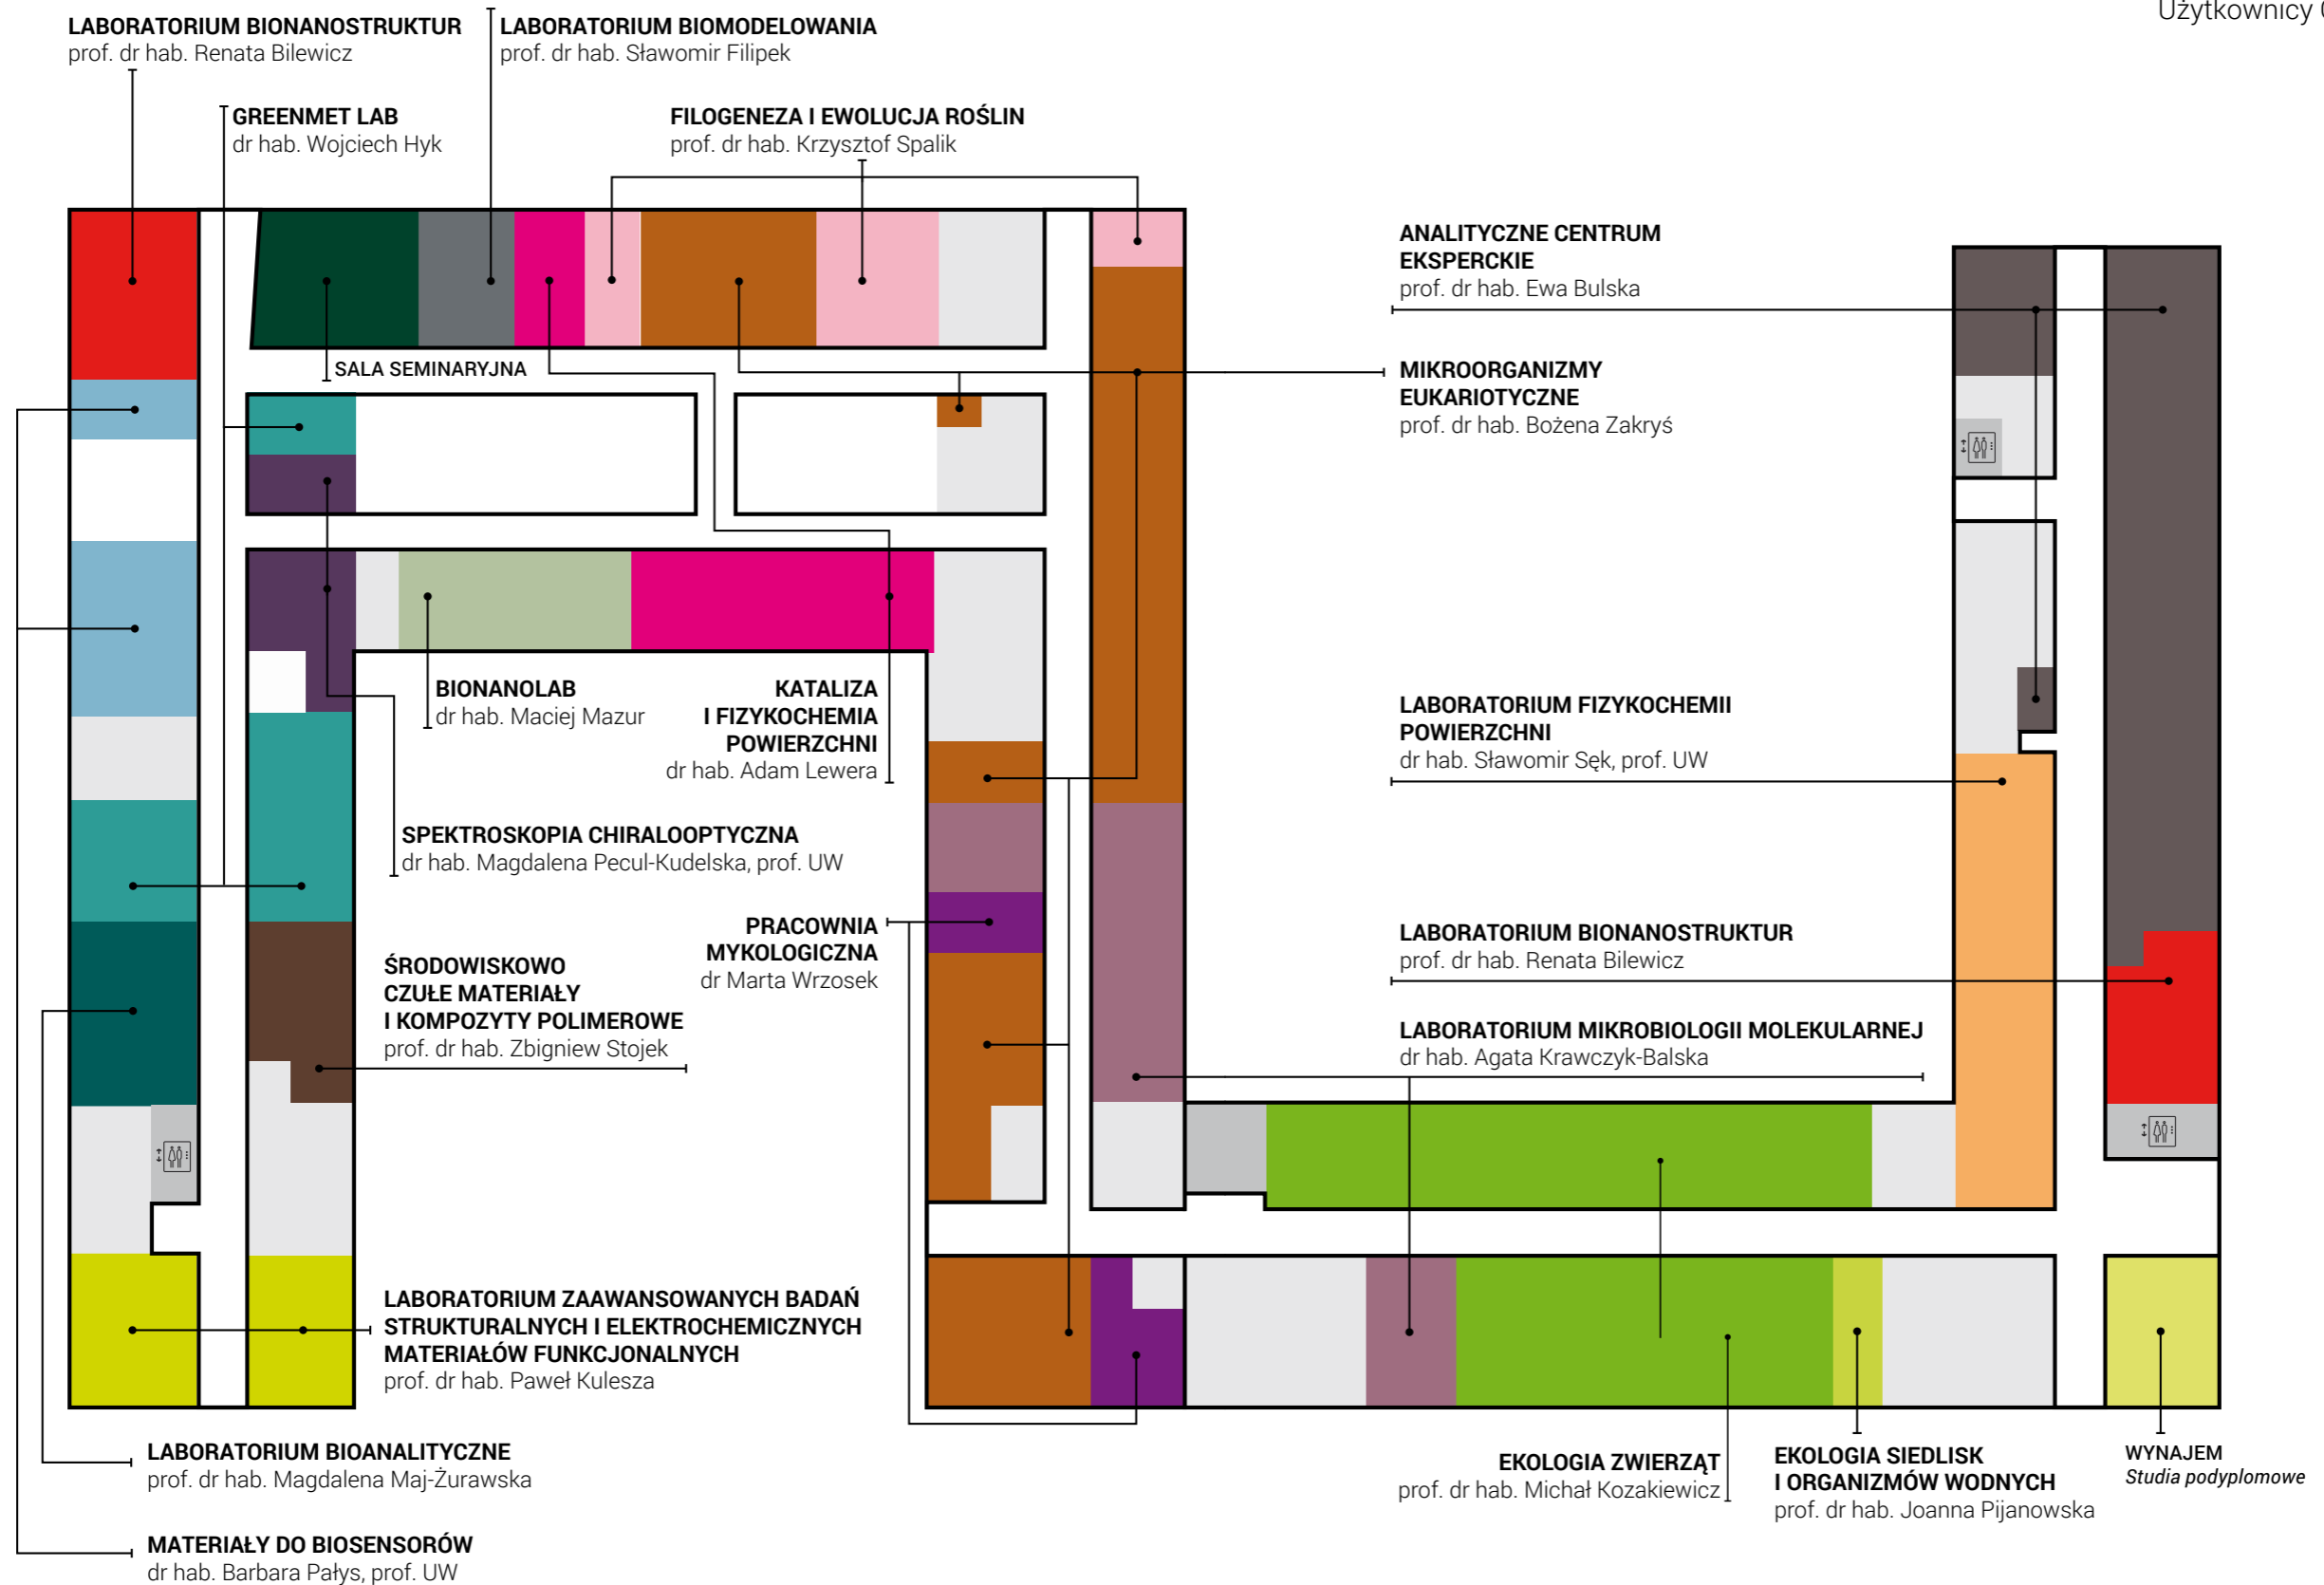 Użytkownicy
LABORATORIUM BIONANOSTRUKTUR
prof. dr hab. Renata Bilewicz
LABORATORIUM BIOMODELOWANIA
prof. dr hab. Sławomir Filipek
GREENMET LAB
dr hab. Wojciech Hyk
FILOGENEZA I EWOLUCJA ROŚLIN
prof. dr hab. Krzysztof Spalik
ANALITYCZNE CENTRUM
EKSPERCKIE
prof. dr hab. Ewa Bulska
SALA SEMINARYJNA
MIKROORGANIZMY
EUKARIOTYCZNE
prof. dr hab. Bożena Zakryś
BIONANOLAB
dr hab. Maciej Mazur
KATALIZA
I FIZYKOCHEMIA
POWIERZCHNI
dr hab. Adam Lewera
LABORATORIUM FIZYKOCHEMII
POWIERZCHNI
dr hab. Sławomir Sęk, prof. UW
SPEKTROSKOPIA CHIRALOOPTYCZNA
dr hab. Magdalena Pecul-Kudelska, prof. UW
PRACOWNIA
MYKOLOGICZNA
dr Marta Wrzosek
LABORATORIUM BIONANOSTRUKTUR
prof. dr hab. Renata Bilewicz
ŚRODOWISKOWO
CZUŁE MATERIAŁY
I KOMPOZYTY POLIMEROWE
prof. dr hab. Zbigniew Stojek
LABORATORIUM MIKROBIOLOGII MOLEKULARNEJ
dr hab. Agata Krawczyk-Balska
LABORATORIUM ZAAWANSOWANYCH BADAŃ
STRUKTURALNYCH I ELEKTROCHEMICZNYCH
MATERIAŁÓW FUNKCJONALNYCH
prof. dr hab. Paweł Kulesza
LABORATORIUM BIOANALITYCZNE
prof. dr hab. Magdalena Maj-Żurawska
EKOLOGIA ZWIERZĄT
prof. dr hab. Michał Kozakiewicz
EKOLOGIA SIEDLISK
I ORGANIZMÓW WODNYCH
prof. dr hab. Joanna Pijanowska
WYNAJEM
Studia podyplomowe
MATERIAŁY DO BIOSENSORÓW
dr hab. Barbara Pałys, prof. UW